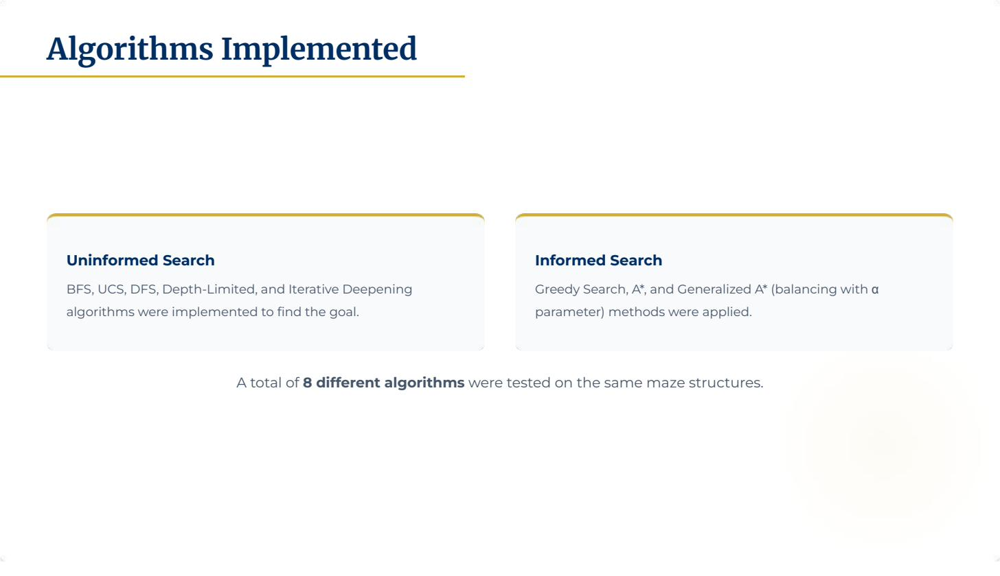 Algorithms Implemented
Uninformed Search
BFS, UCS, DFS, Depth-Limited, and Iterative Deepening
algorithms were implemented to find the goal.
Informed Search
Greedy Search, A*, and Generalized A* (balancing with α
parameter) methods were applied.
A total of 8 different algorithms were tested on the same maze structures.